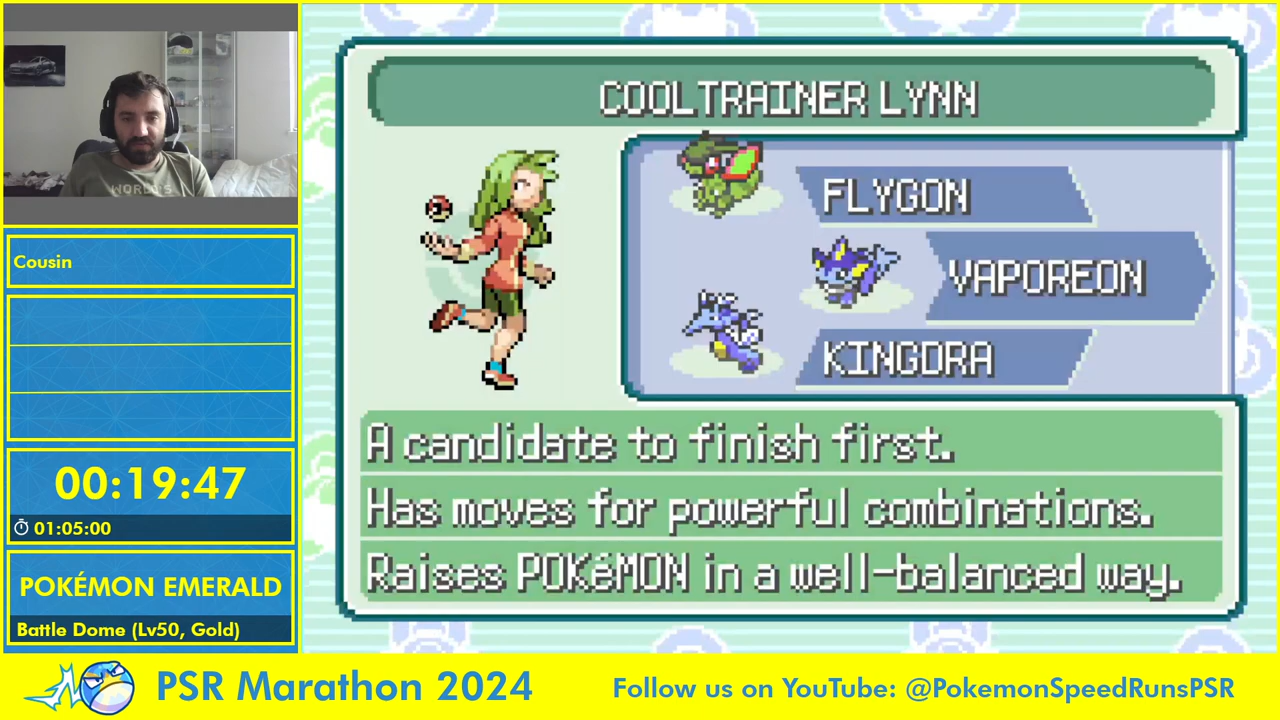 WORLD'S
Cousin
00:19:47
01:05:00
POKÉMON EMERALD
Battle Dome (Lv50, Gold)
COOLTRAINER LYNN
FLYGON
VAPOREON
KINGDRA
A candidate to finish first.
Has moves for powerful combinations.
Raises POKéMON in a well-balanced way.
PSR Marathon 2024
Follow us on YouTube: @PokemonSpeedRunsPSR